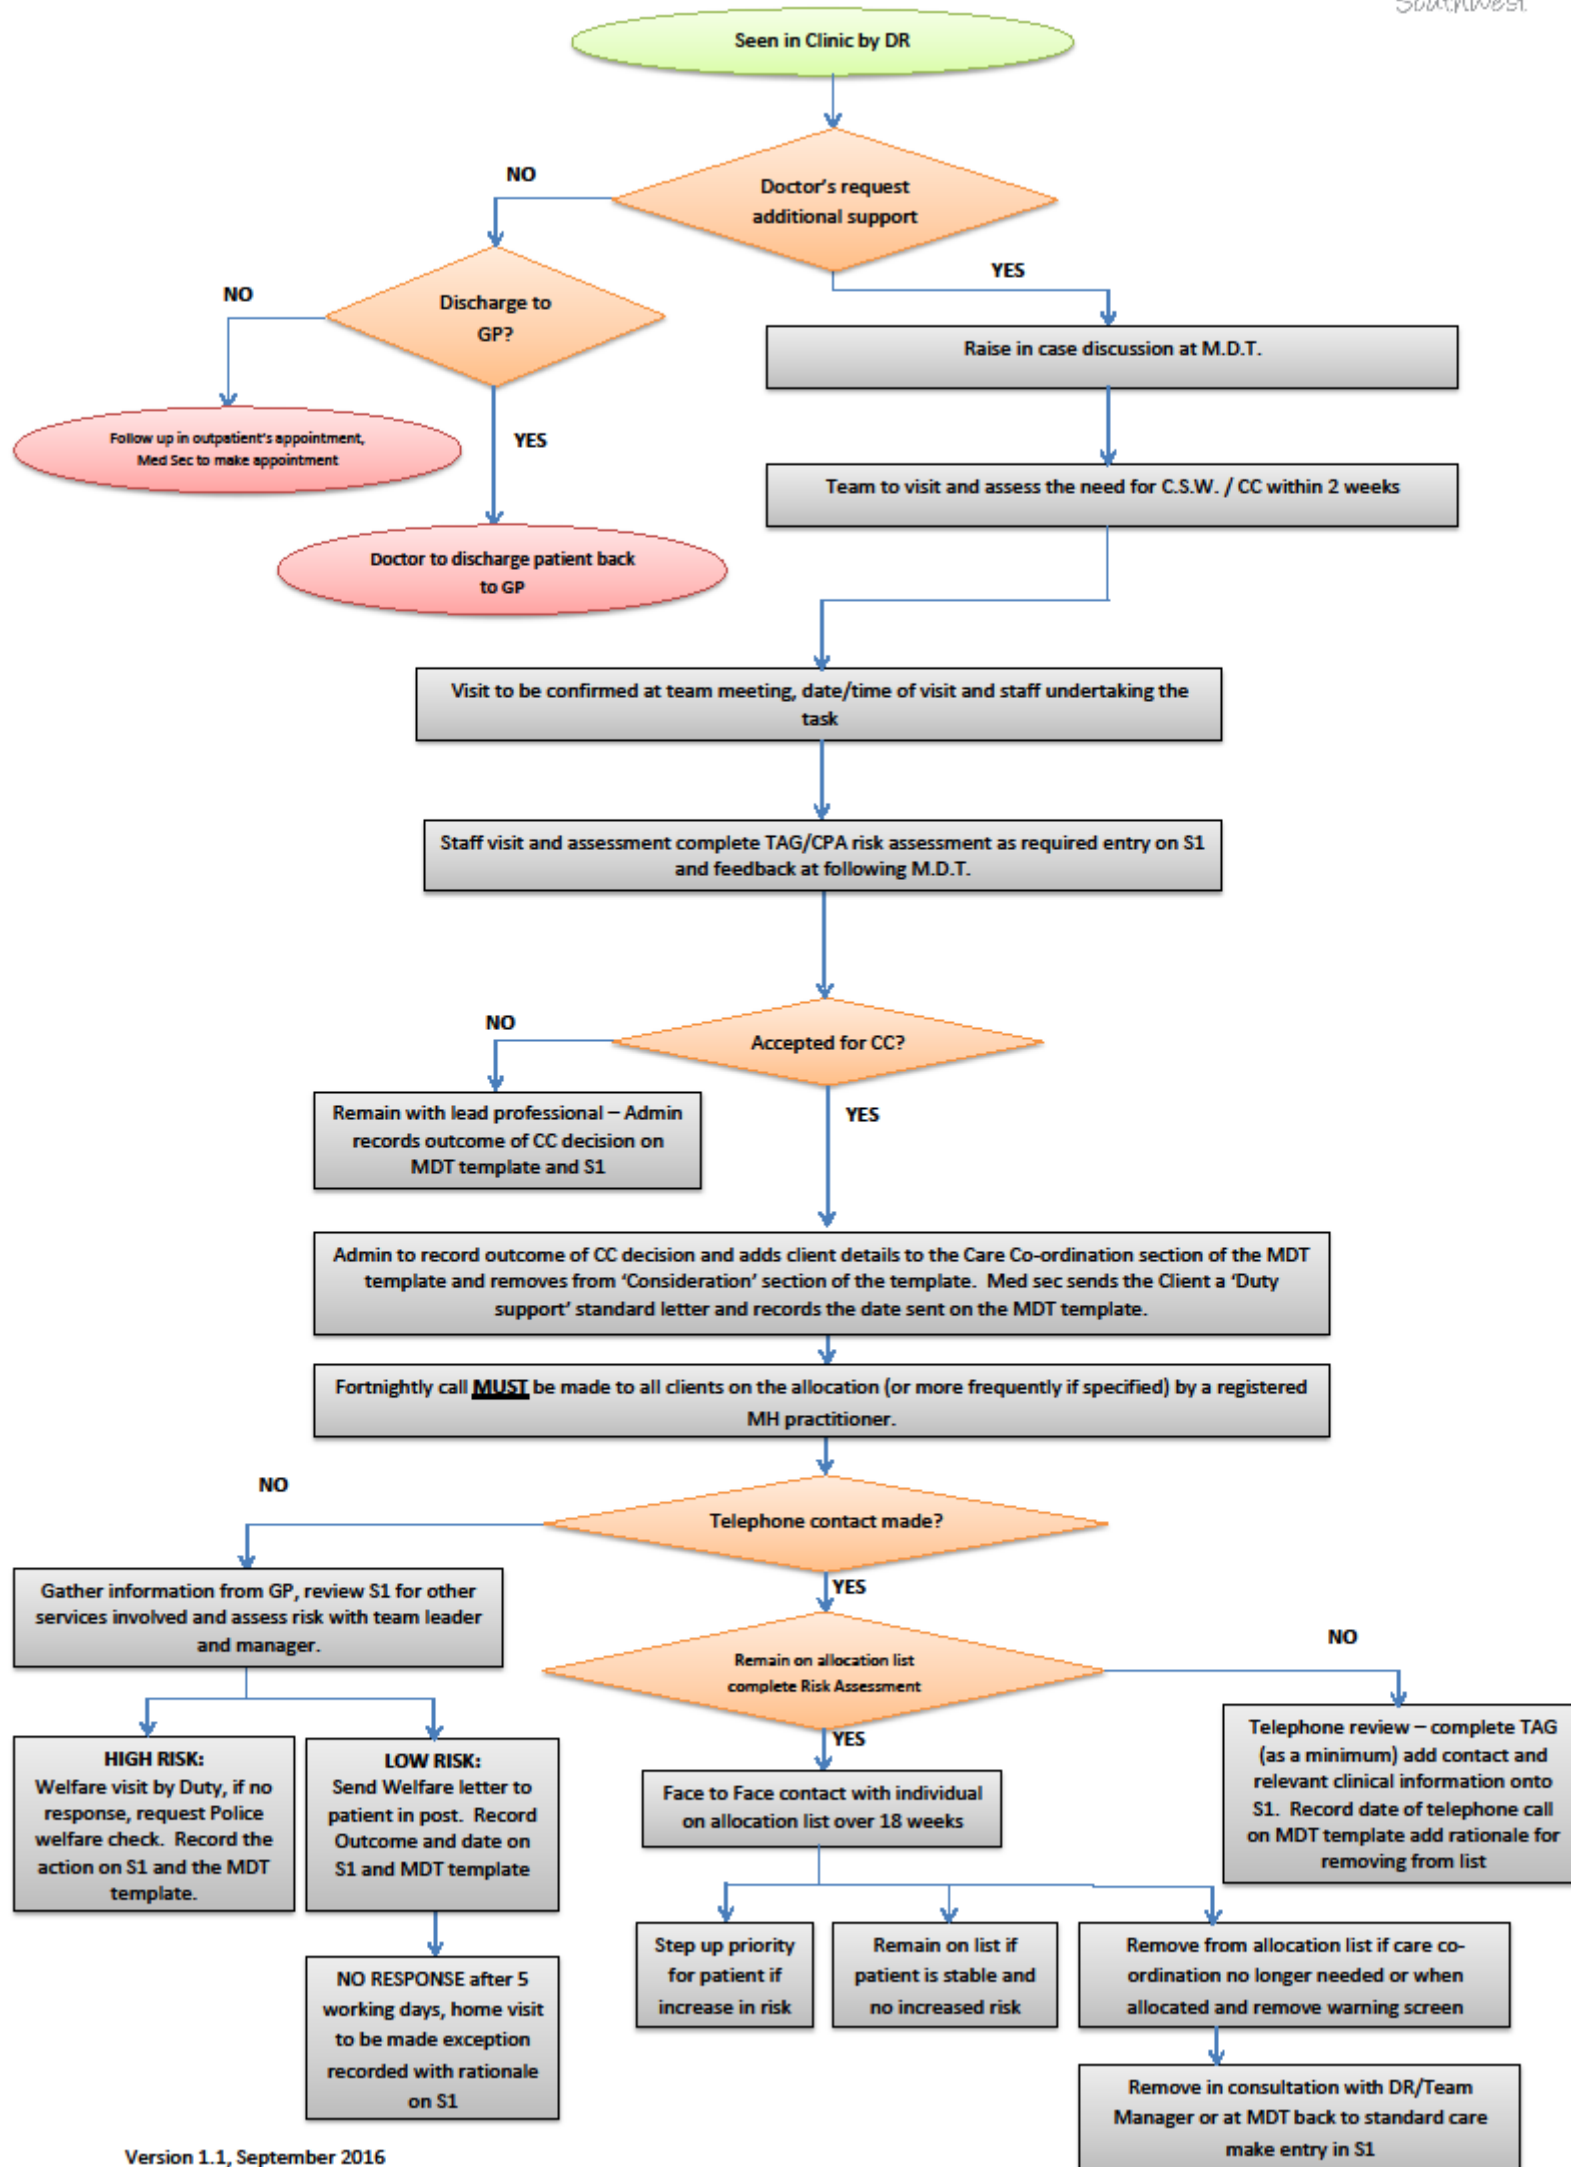 Southwest
Seen in Clinic by DR
Doctor's request
additional support
NO
YES
Discharge to
GP?
NO
YES
Follow up in outpatient's appointment,
Med Sec to make appointment
Doctor to discharge patient back
to GP
Raise in case discussion at M.D.T.
Team to visit and assess the need for C.S.W. / CC within 2 weeks
Visit to be confirmed at team meeting, date/time of visit and staff undertaking the
task
Staff visit and assessment complete TAG/CPA risk assessment as required entry on S1
and feedback at following M.D.T.
Accepted for CC?
NO
YES
Remain with lead professional – Admin
records outcome of CC decision on
MDT template and S1
Admin to record outcome of CC decision and adds client details to the Care Co-ordination section of the MDT
template and removes from 'Consideration' section of the template. Med sec sends the Client a 'Duty
support' standard letter and records the date sent on the MDT template.
Fortnightly call MUST be made to all clients on the allocation (or more frequently if specified) by a registered
MH practitioner.
Telephone contact made?
NO
YES
Gather information from GP, review S1 for other
services involved and assess risk with team leader
and manager.
HIGH RISK:
Welfare visit by Duty, if no
response, request Police
welfare check. Record the
action on S1 and the MDT
template.
LOW RISK:
Send Welfare letter to
patient in post. Record
Outcome and date on
S1 and MDT template
NO RESPONSE after 5
working days, home visit
to be made exception
recorded with rationale
on S1
Remain on allocation list
complete Risk Assessment
NO
YES
Telephone review – complete TAG
(as a minimum) add contact and
relevant clinical information onto
S1. Record date of telephone call
on MDT template add rationale for
removing from list
Face to Face contact with individual
on allocation list over 18 weeks
Step up priority
for patient if
increase in risk
Remain on list if
patient is stable and
no increased risk
Remove from allocation list if care co-
ordination no longer needed or when
allocated and remove warning screen
Remove in consultation with DR/Team
Manager or at MDT back to standard care
make entry in S1
Version 1.1, September 2016